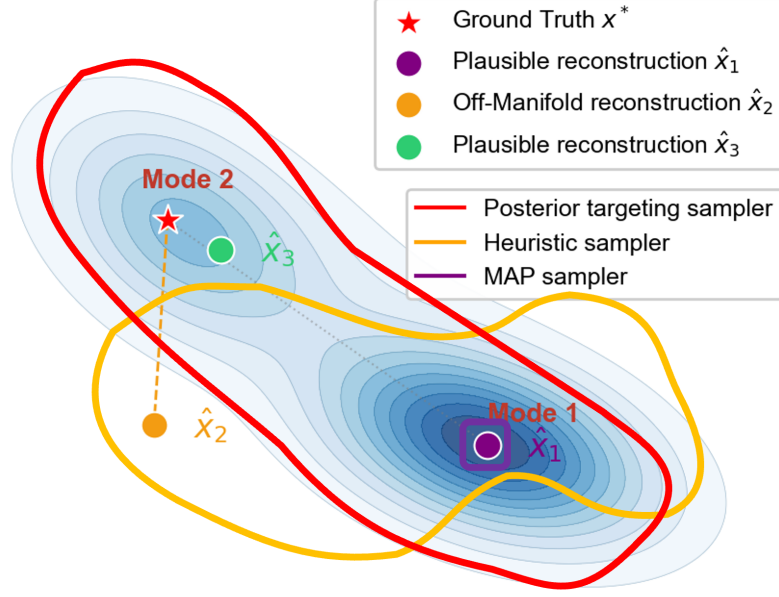 Ground Truth x*
Plausible reconstruction x̂₁
Off-Manifold reconstruction x̂₂
Plausible reconstruction x̂₃
Posterior targeting sampler
Heuristic sampler
MAP sampler
Mode 2
x̂₃
Mode 1
x̂₁
x̂₂